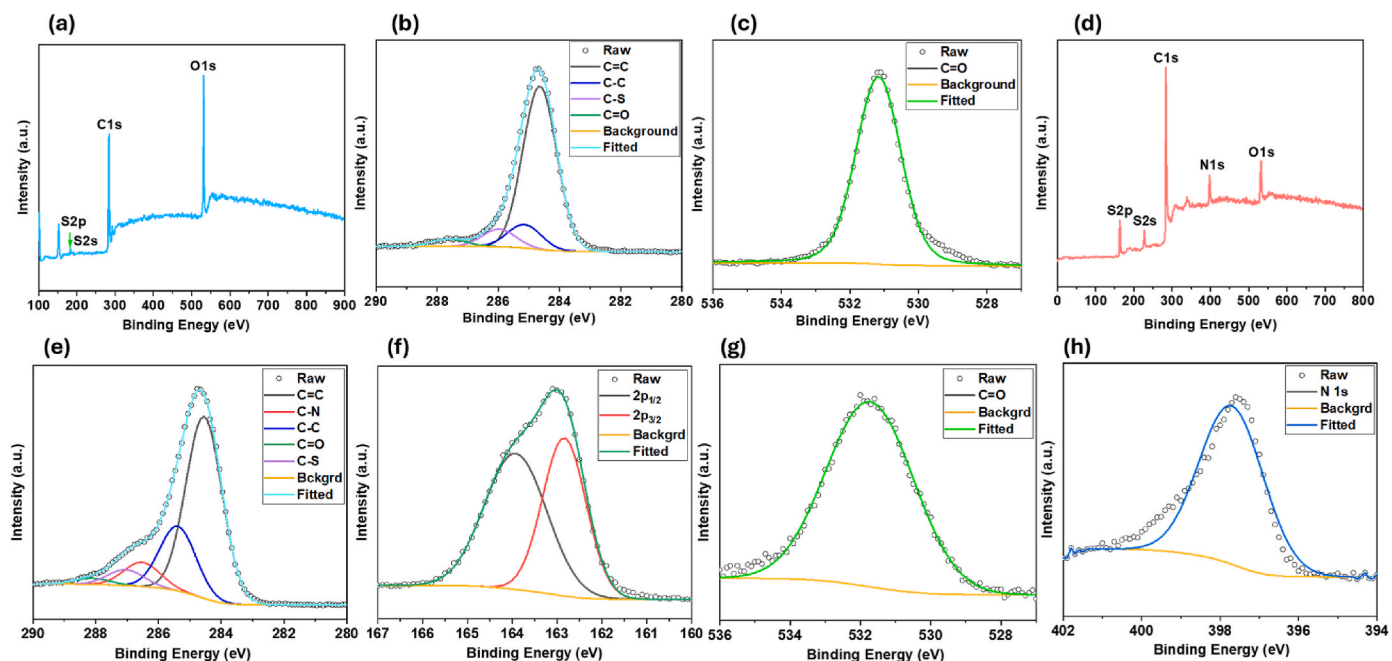 (a)
O1s
C1s
S2p
S2s
Intensity (a.u.)
100 200 300 400 500 600 700 800 900
Binding Energy (eV)
(b)
Raw
C=C
C-C
C-S
C=O
Background
Fitted
Intensity (a.u.)
290 288 286 284 282 280
Binding Energy (eV)
(c)
Raw
C=O
Background
Fitted
Intensity (a.u.)
536 534 532 530 528
Binding Energy (eV)
(d)
C1s
N1s
O1s
S2p
S2s
Intensity (a.u.)
0 100 200 300 400 500 600 700 800
Binding Energy (eV)
(e)
Raw
C=C
C-N
C-C
C=O
C-S
Bckgrd
Fitted
Intensity (a.u.)
290 288 286 284 282 280
Binding Energy (eV)
(f)
Raw
2p1/2
2p3/2
Backgrd
Fitted
Intensity (a.u.)
167 166 165 164 163 162 161 160
Binding Energy (eV)
(g)
Raw
C=O
Backgrd
Fitted
Intensity (a.u.)
536 534 532 530 528
Binding Energy (eV)
(h)
Raw
N 1s
Backgrd
Fitted
Intensity (a.u.)
402 400 398 396 394
Binding Energy (eV)